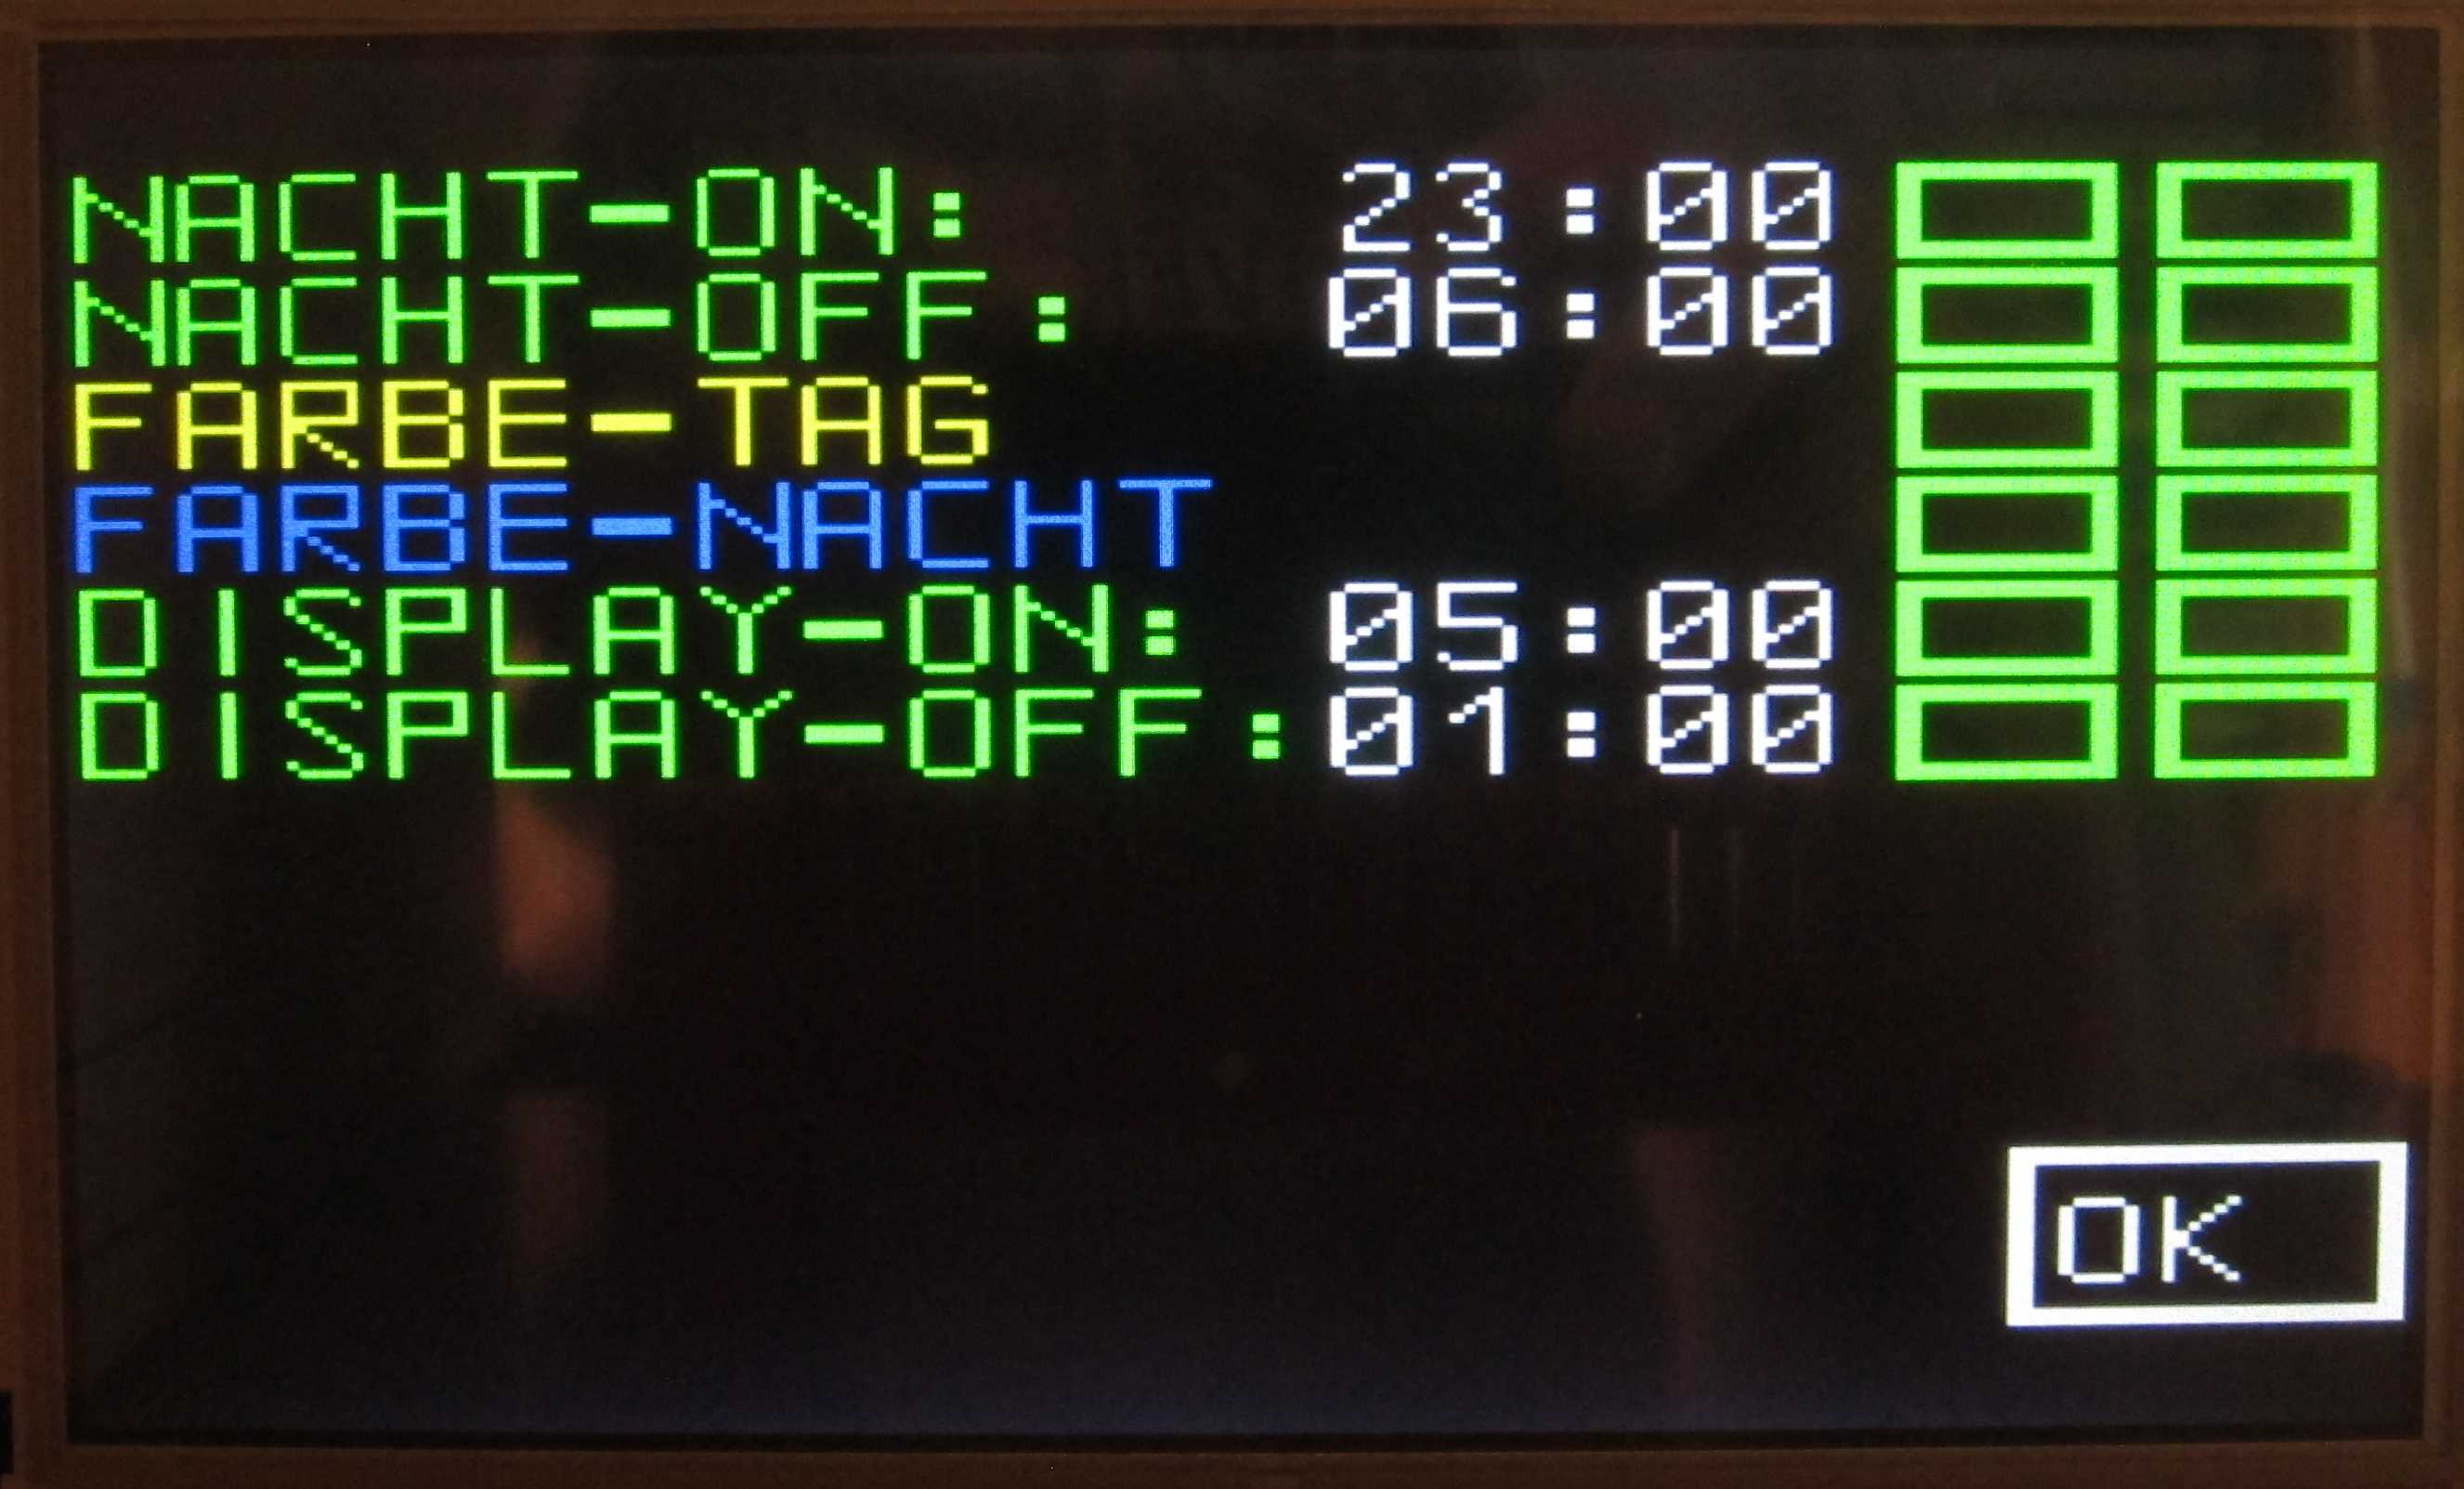 NACHT-ON: 23:00
NACHT-OFF: 06:00
FARBE-TAG
FARBE-NACHT
DISPLAY-ON: 05:00
DISPLAY-OFF: 01:00
OK